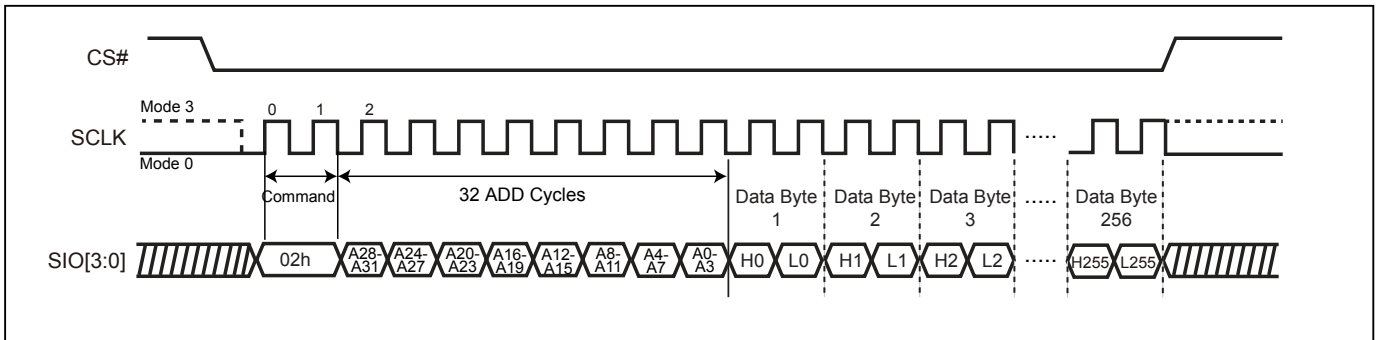 CS#
Mode 3
0 1 2
SCLK
.....
Mode 0
Command
32 ADD Cycles
Data Byte 1
Data Byte 2
Data Byte 3
.....
Data Byte 256
SIO[3:0]
02h
A28-A31
A24-A27
A20-A23
A16-A19
A12-A15
A8-A11
A4-A7
A0-A3
H0 L0 H1 L1 H2 L2 ..... H255 L255